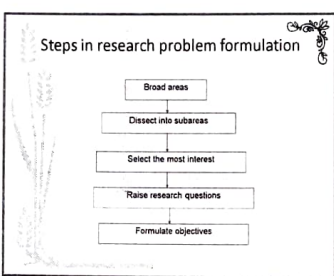 Steps in research problem formulation
Broad areas
Dissect into subareas
Select the most interest
Raise research questions
Formulate objectives